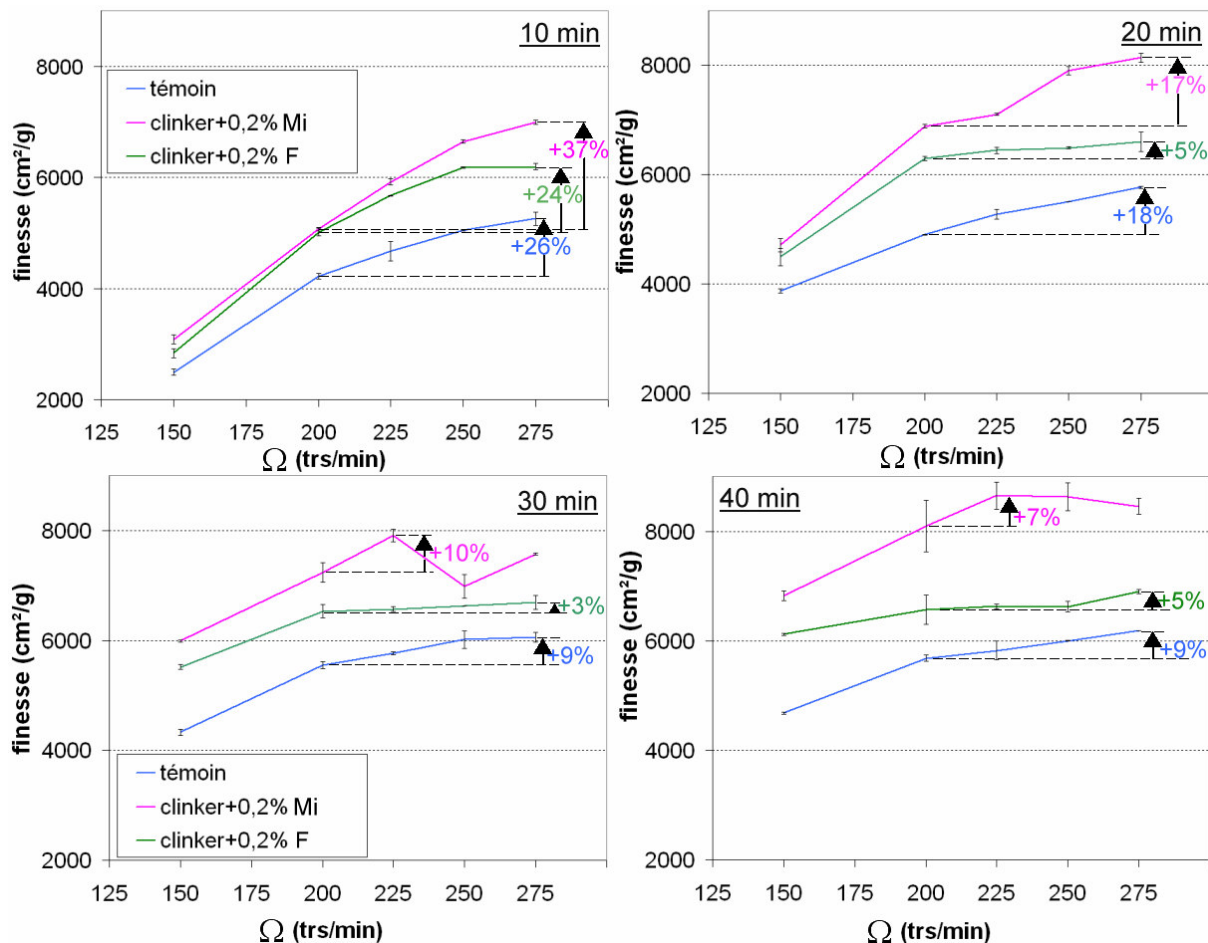 10 min
8000
témoin
clinker+0,2% Mi
clinker+0,2% F
+37%
6000
+24%
+26%
4000
2000
finesse (cm²/g)
125 150 175 200 225 250 275
Ω (trs/min)
20 min
8000
+17%
+5%
6000
+18%
4000
2000
finesse (cm²/g)
125 150 175 200 225 250 275
Ω (trs/min)
30 min
8000
+10%
+3%
6000
+9%
4000
témoin
clinker+0,2% Mi
clinker+0,2% F
2000
finesse (cm²/g)
125 150 175 200 225 250 275
Ω (trs/min)
40 min
8000
+7%
+5%
6000
+9%
4000
2000
finesse (cm²/g)
125 150 175 200 225 250 275
Ω (trs/min)